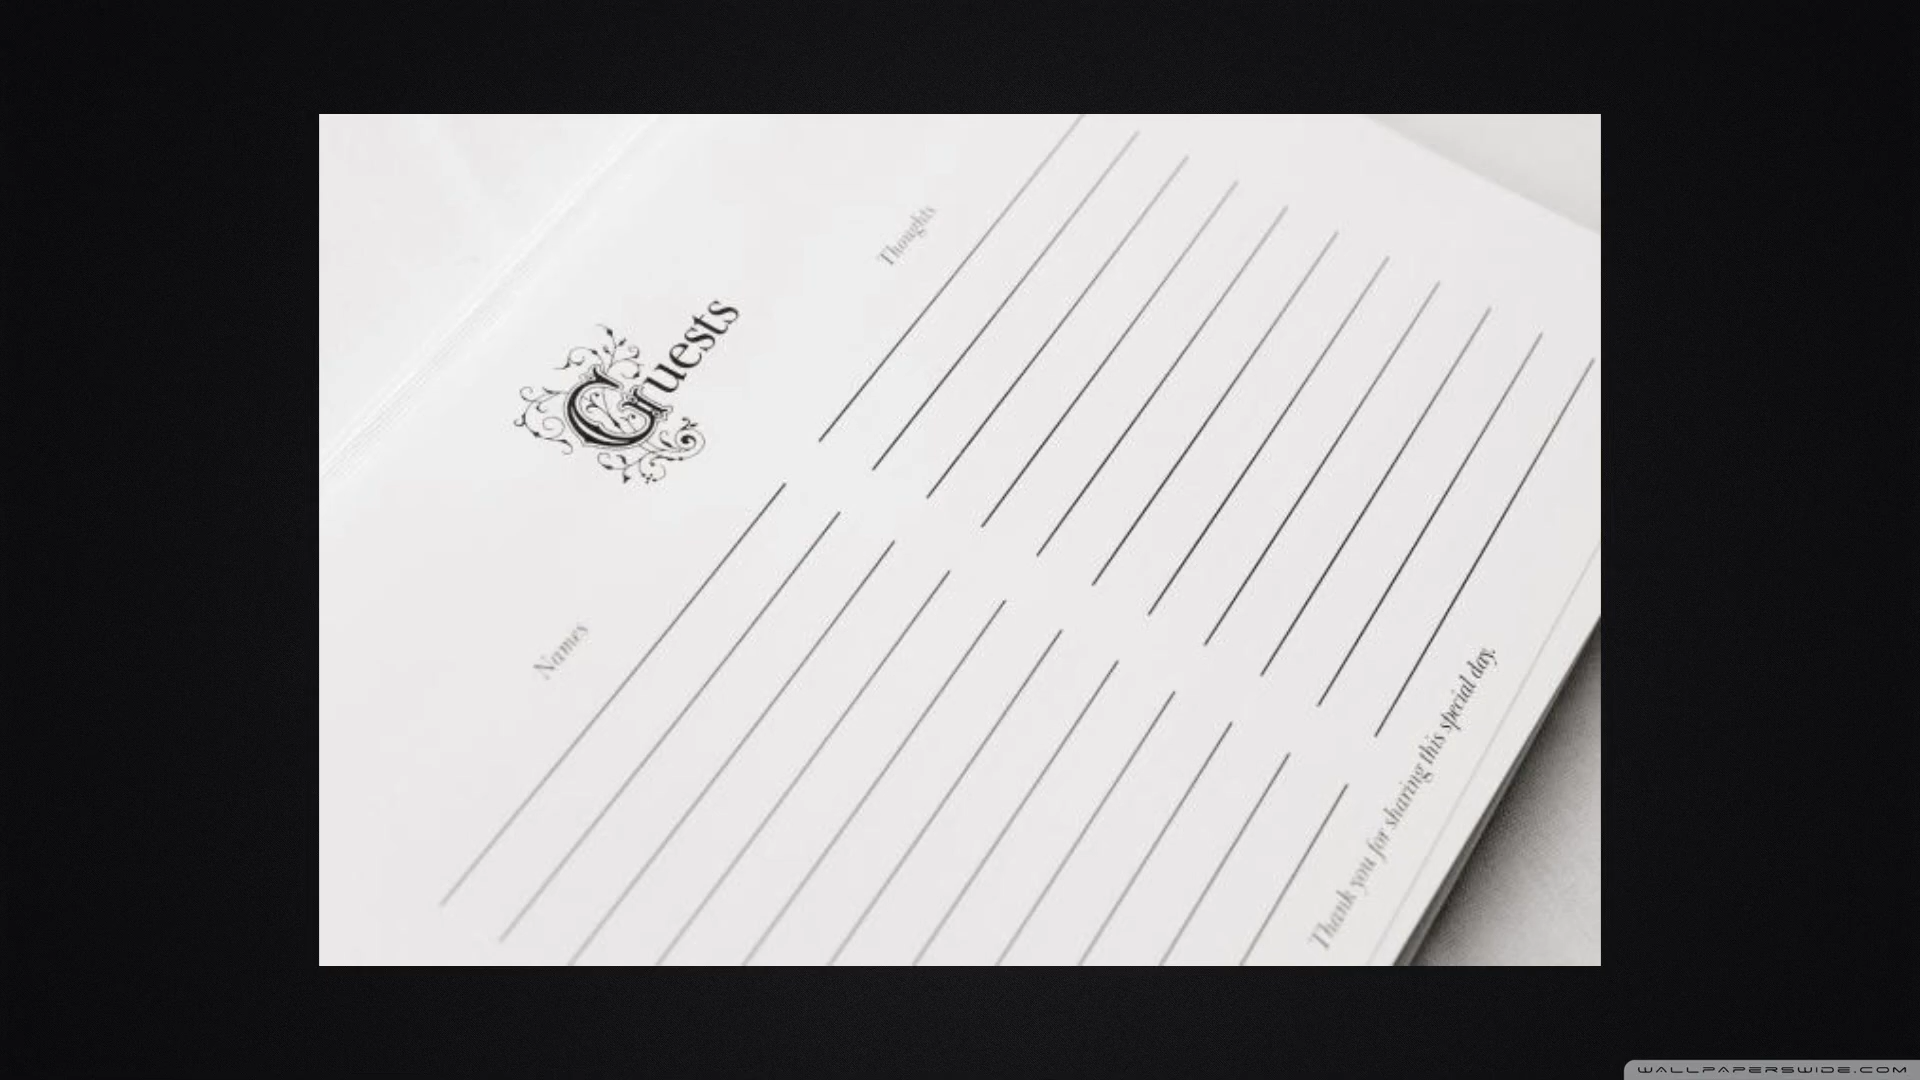 Guests
Names
Thoughts
Thank you for sharing this special day.
WALLPAPERSWIDE.COM